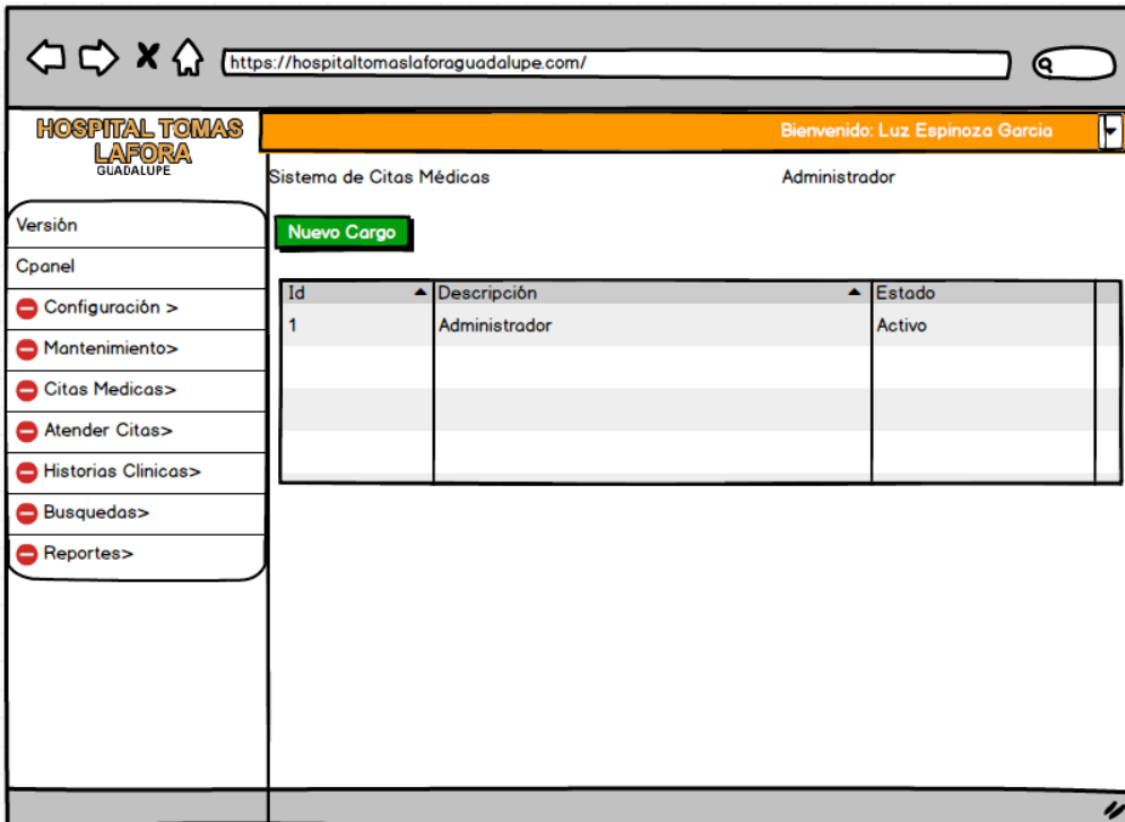 https://hospitaltomaslaforaguadalupe.com/
HOSPITAL TOMAS
LAFORA
GUADALUPE
Bienvenido: Luz Espinoza Garcia
Sistema de Citas Médicas
Administrador
Versión
Cpanel
Configuración >
Mantenimiento>
Citas Medicas>
Atender Citas>
Historias Clinicas>
Busquedas>
Reportes>
Nuevo Cargo
Id Descripción Estado
1 Administrador Activo